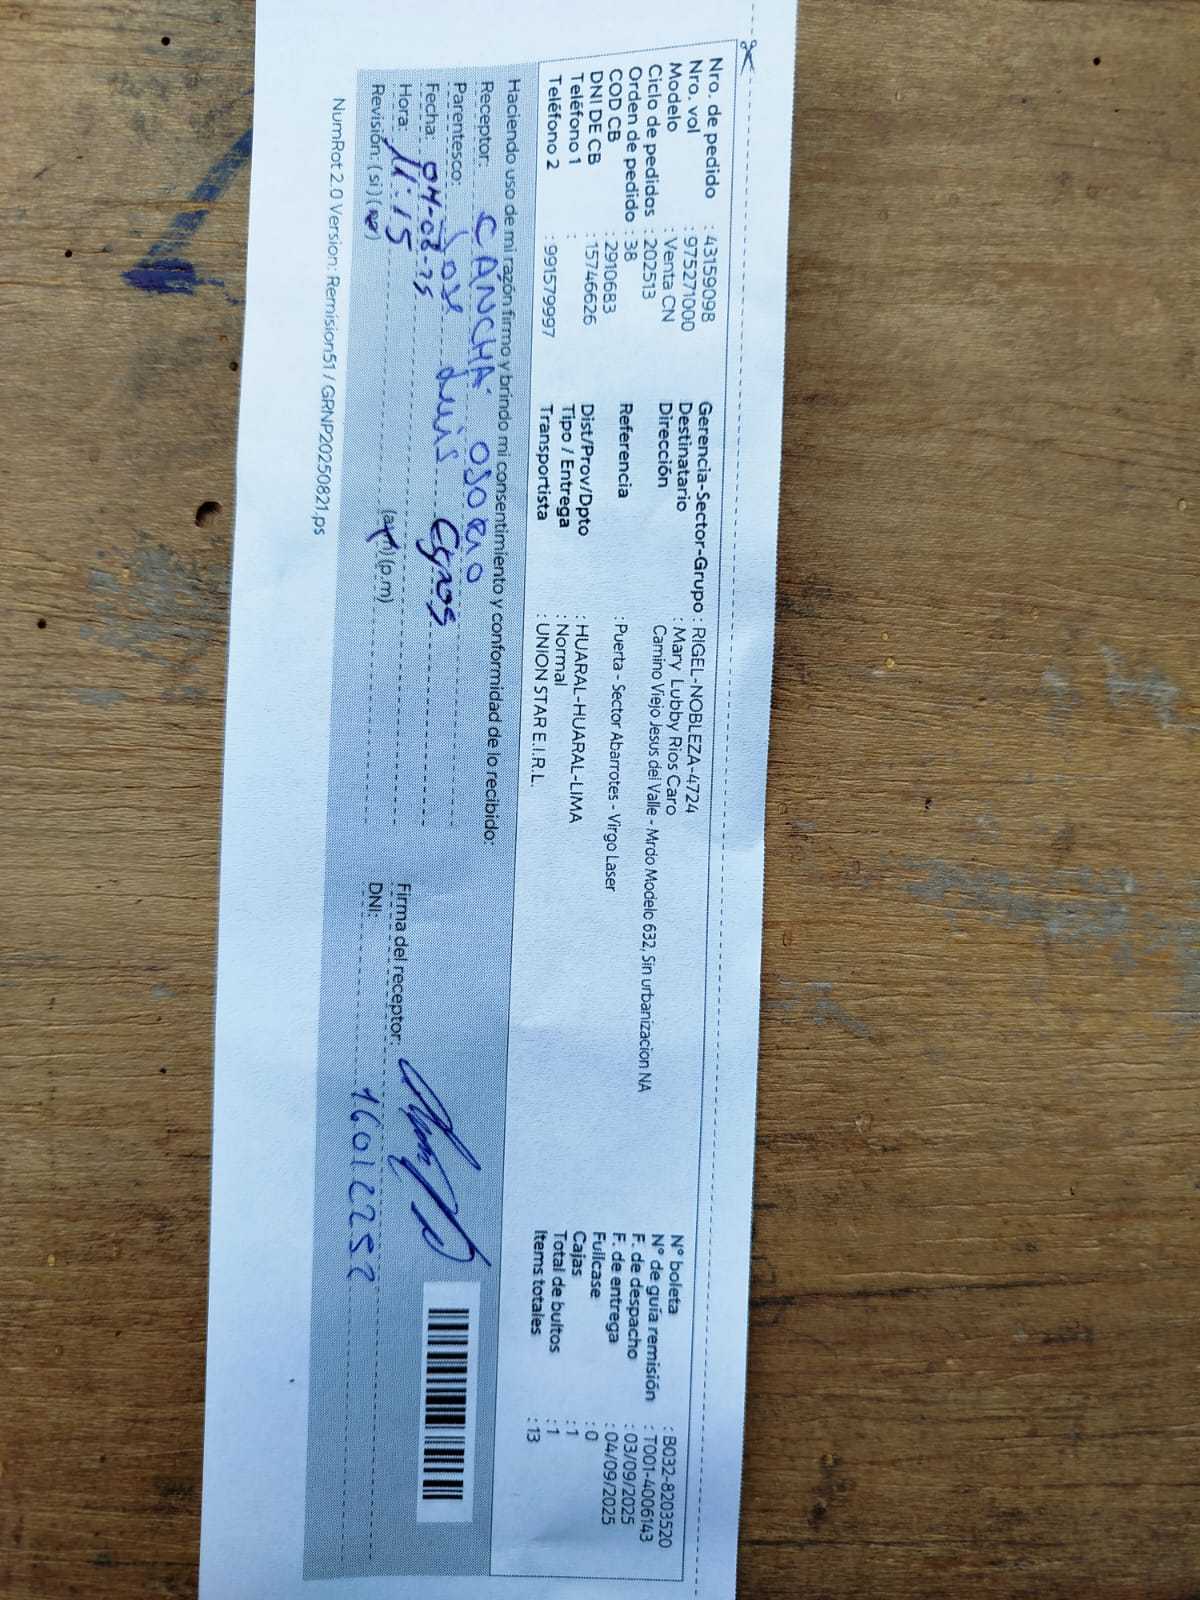 Nro. de pedido : 43159098
Nro. vol : 975271000
Modelo : Venta CN
Ciclo de pedidos : 202513
Orden de pedido : 38
COD CB : 2910683
DNI DE CB : 15746626
Teléfono 1 :
Teléfono 2 : 991579997
Gerencia-Sector-Grupo : RIGEL-NOBLEZA-4724
Destinatario : Mary Lubby Rios Caro
Dirección Camino Viejo Jesus del Valle - Mrdo Modelo 632, Sin urbanizacion NA
Referencia : Puerta - Sector Abarrotes - Virgo Laser
Dist/Prov/Dpto : HUARAL-HUARAL-LIMA
Tipo / Entrega : Normal
Transportista : UNION STAR E.I.R.L.
N° boleta : B032-8203520
N° de guía remisión : T001-4006143
F. de despacho : 03/09/2025
F. de entrega : 04/09/2025
Fullcase : 0
Cajas : 1
Total de bultos : 1
Items totales : 13
Haciendo uso de mi razón firmo y brindo mi consentimiento y conformidad de lo recibido:
Receptor: CANCHA OSORIO
Parentesco: Jose Luis
Fecha:
Hora: 11:15 (a.m) (p.m)
Revisión: ( si ) (no)
Firma del receptor:
DNI: 16012252
NumRot 2.0 Version: Remision51 / GRNP20250821.ps